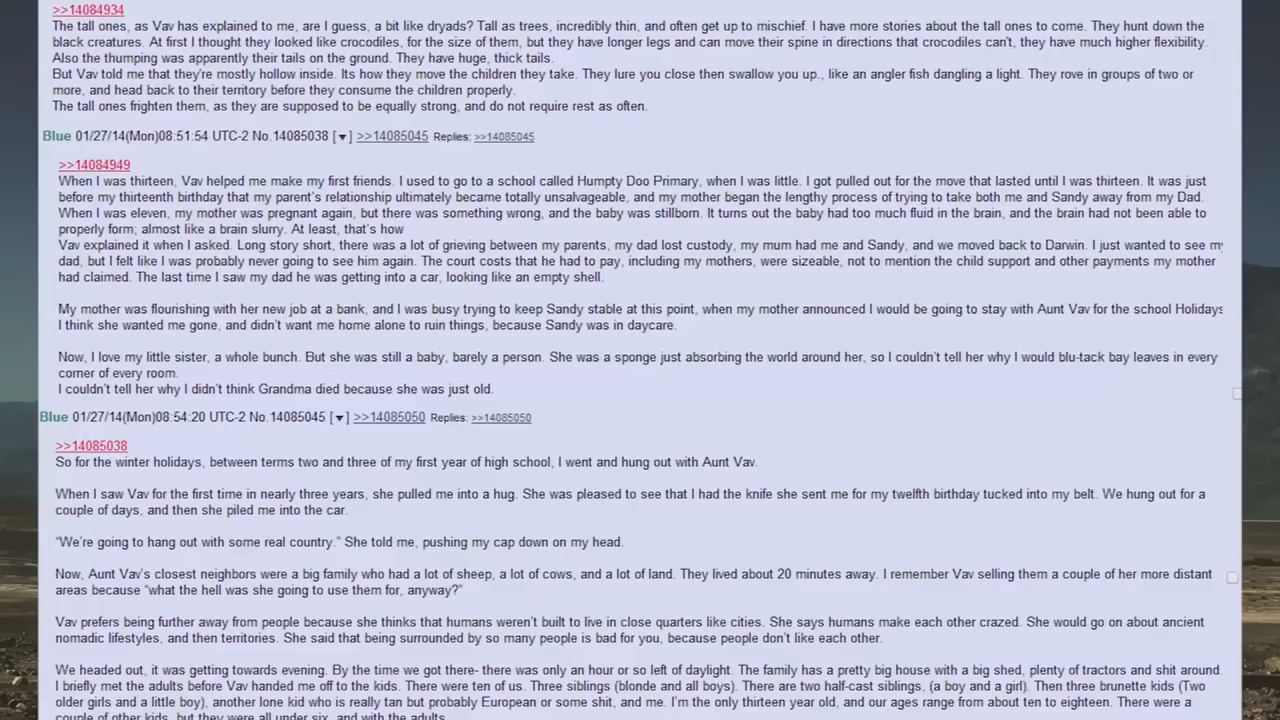 >>14084934
The tall ones, as Vav has explained to me, are I guess, a bit like dryads? Tall as trees, incredibly thin, and often get up to mischief. I have more stories about the tall ones to come. They hunt down the
black creatures. At first I thought they looked like crocodiles, for the size of them, but they have longer legs and can move their spine in directions that crocodiles can't, they have much higher flexibility.
Also the thumping was apparently their tails on the ground. They have huge, thick tails.
But Vav told me that they're mostly hollow inside. Its how they move the children they take. They lure you close then swallow you up., like an angler fish dangling a light. They rove in groups of two or
more, and head back to their territory before they consume the children properly.
The tall ones frighten them, as they are supposed to be equally strong, and do not require rest as often.
Blue 01/27/14(Mon)08:51:54 UTC-2 No.14085038 [▼] >>14085045 Replies: >>14085045
>>14084949
When I was thirteen, Vav helped me make my first friends. I used to go to a school called Humpty Doo Primary, when I was little. I got pulled out for the move that lasted until I was thirteen. It was just
before my thirteenth birthday that my parent's relationship ultimately became totally unsalvageable, and my mother began the lengthy process of trying to take both me and Sandy away from my Dad.
When I was eleven, my mother was pregnant again, but there was something wrong, and the baby was stillborn. It turns out the baby had too much fluid in the brain, and the brain had not been able to
properly form; almost like a brain slurry. At least, that's how
Vav explained it when I asked. Long story short, there was a lot of grieving between my parents, my dad lost custody, my mum had me and Sandy, and we moved back to Darwin. I just wanted to see my
dad, but I felt like I was probably never going to see him again. The court costs that he had to pay, including my mothers, were sizeable, not to mention the child support and other payments my mother
had claimed. The last time I saw my dad he was getting into a car, looking like an empty shell.
My mother was flourishing with her new job at a bank, and I was busy trying to keep Sandy stable at this point, when my mother announced I would be going to stay with Aunt Vav for the school Holidays
I think she wanted me gone, and didn't want me home alone to ruin things, because Sandy was in daycare.
Now, I love my little sister, a whole bunch. But she was still a baby, barely a person. She was a sponge just absorbing the world around her, so I couldn't tell her why I would blu-tack bay leaves in every
corner of every room.
I couldn't tell her why I didn't think Grandma died because she was just old.
Blue 01/27/14(Mon)08:54:20 UTC-2 No.14085045 [▼] >>14085050 Replies: >>14085050
>>14085038
So for the winter holidays, between terms two and three of my first year of high school, I went and hung out with Aunt Vav.
When I saw Vav for the first time in nearly three years, she pulled me into a hug. She was pleased to see that I had the knife she sent me for my twelfth birthday tucked into my belt. We hung out for a
couple of days, and then she piled me into the car.
“We're going to hang out with some real country.” She told me, pushing my cap down on my head.
Now, Aunt Vav's closest neighbors were a big family who had a lot of sheep, a lot of cows, and a lot of land. They lived about 20 minutes away. I remember Vav selling them a couple of her more distant
areas because “what the hell was she going to use them for, anyway?”
Vav prefers being further away from people because she thinks that humans weren't built to live in close quarters like cities. She says humans make each other crazed. She would go on about ancient
nomadic lifestyles, and then territories. She said that being surrounded by so many people is bad for you, because people don't like each other.
We headed out, it was getting towards evening. By the time we got there- there was only an hour or so left of daylight. The family has a pretty big house with a big shed, plenty of tractors and shit around.
I briefly met the adults before Vav handed me off to the kids. There were ten of us. Three siblings (blonde and all boys). There are two half-cast siblings, (a boy and a girl). Then three brunette kids (Two
older girls and a little boy), another lone kid who is really tan but probably European or some shit, and me. I'm the only thirteen year old, and our ages range from about ten to eighteen. There were a
couple of other kids, but they were all under six, and with the adults.